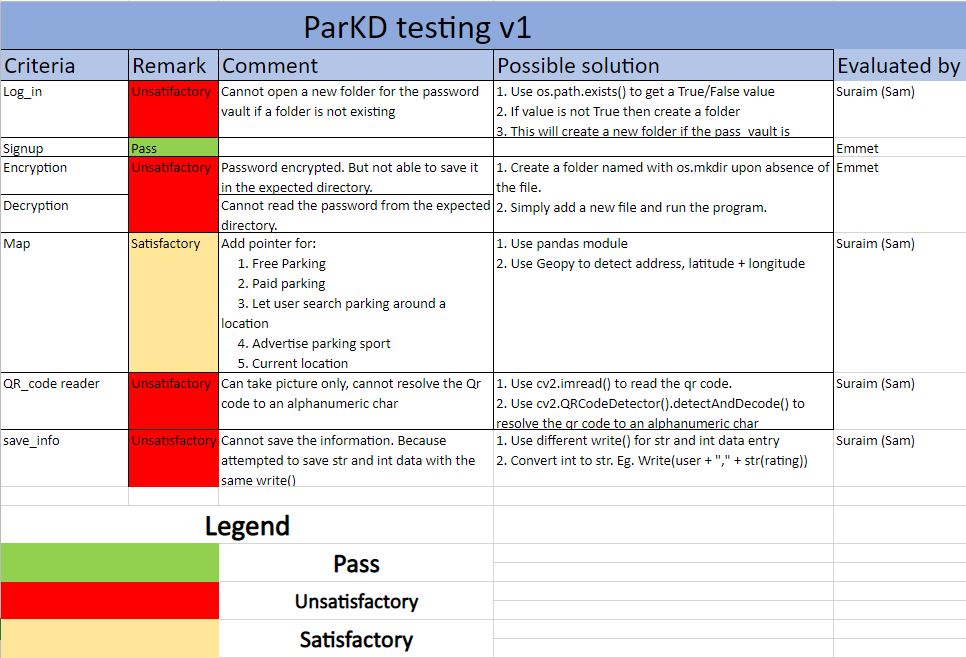 ParKD testing v1
Criteria Remark Comment Possible solution Evaluated by
Log_in Unsatifactory Cannot open a new folder for the password 1. Use os.path.exists() to get a True/False value Suraim (Sam)
vault if a folder is not existing 2. If value is not True then create a folder
3. This will create a new folder if the pass_vault is
Signup Pass Emmet
Encryption Unsatifactory Password encrypted. But not able to save it 1. Create a folder named with os.mkdir upon absence of Emmet
in the expected directory. the file.
Decryption Cannot read the password from the expected 2. Simply add a new file and run the program.
directory.
Map Satisfactory Add pointer for: 1. Use pandas module Suraim (Sam)
1. Free Parking 2. Use Geopy to detect address, latitude + longitude
2. Paid parking
3. Let user search parking around a
location
4. Advertise parking sport
5. Current location
QR_code reader Unsatifactory Can take picture only, cannot resolve the Qr 1. Use cv2.imread() to read the qr code. Suraim (Sam)
code to an alphanumeric char 2. Use cv2.QRCodeDetector().detectAndDecode() to
resolve the qr code to an alphanumeric char
save_info Unsatisfactory Cannot save the information. Because 1. Use different write() for str and int data entry Suraim (Sam)
attempted to save str and int data with the 2. Convert int to str. Eg. Write(user + "," + str(rating))
same write()
Legend
Pass
Unsatisfactory
Satisfactory